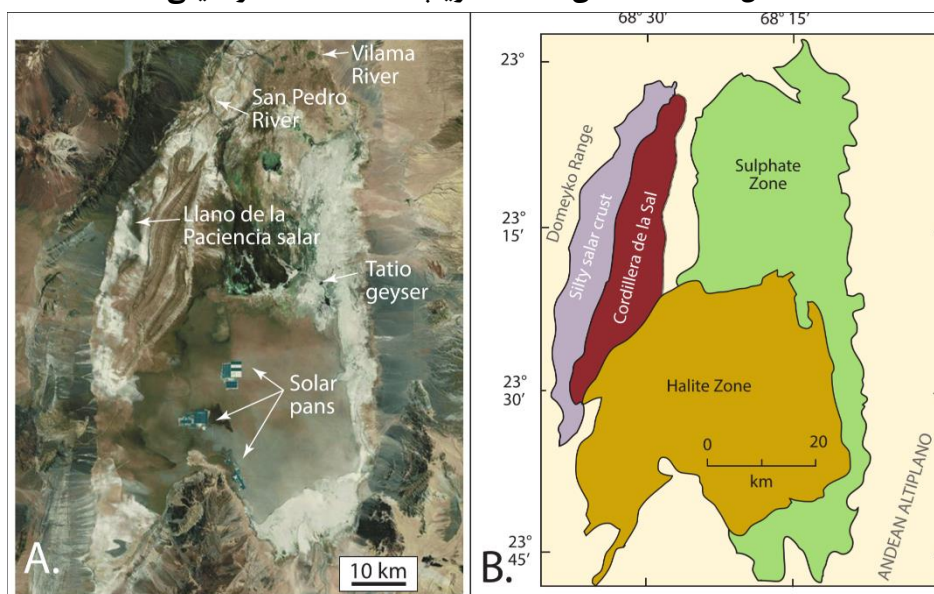 Vilama
River
San Pedro
River
Llano de la
Paciencia salar
Tatio
geyser
Solar
pans
A.
10 km
68° 30'
68° 15'
23°
23°
15'
23°
30'
23°
45'
Domeyko Range
Silty salar crust
Cordillera de la Sal
Sulphate
Zone
Halite Zone
0
20
km
ANDEAN ALTIPLANO
B.